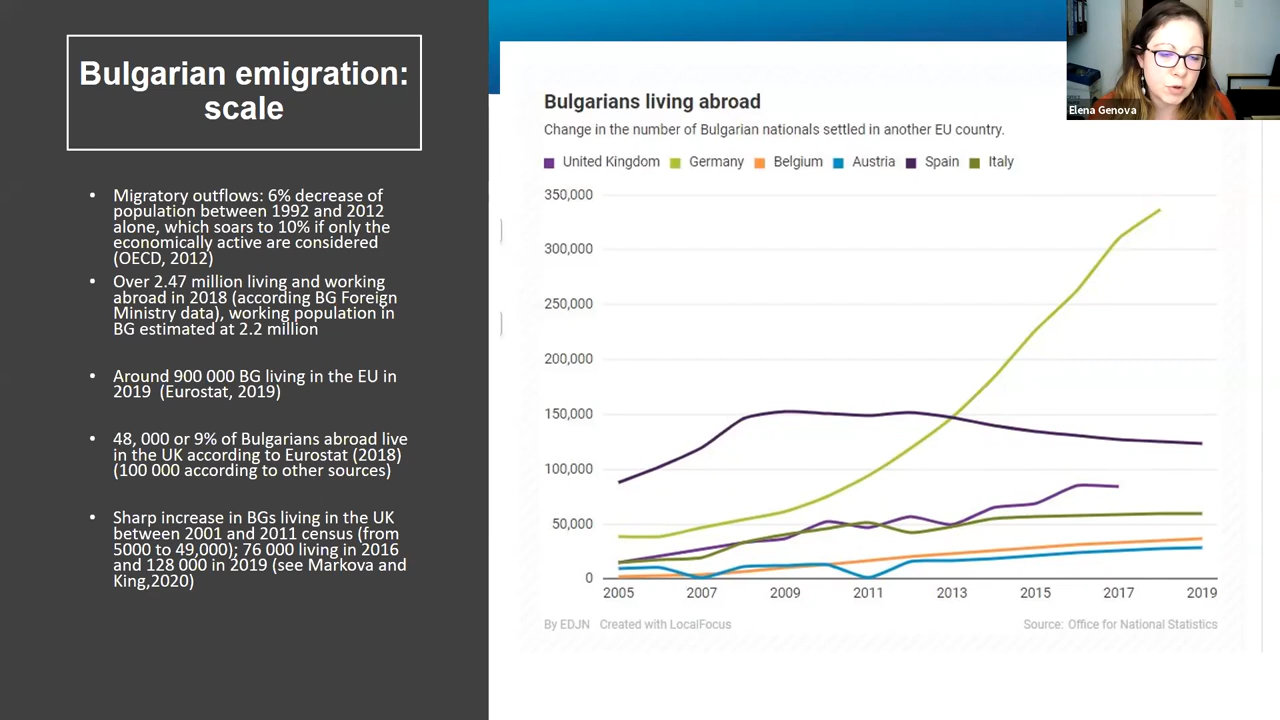 Bulgarian emigration:
scale
• Migratory outflows: 6% decrease of
population between 1992 and 2012
alone, which soars to 10% if only the
economically active are considered
(OECD, 2012)
• Over 2.47 million living and working
abroad in 2018 (according BG Foreign
Ministry data), working population in
BG estimated at 2.2 million
• Around 900 000 BG living in the EU in
2019 (Eurostat, 2019)
• 48, 000 or 9% of Bulgarians abroad live
in the UK according to Eurostat (2018)
(100 000 according to other sources)
• Sharp increase in BGs living in the UK
between 2001 and 2011 census (from
5000 to 49,000); 76 000 living in 2016
and 128 000 in 2019 (see Markova and
King,2020)
Bulgarians living abroad
Change in the number of Bulgarian nationals settled in another EU country.
United Kingdom Germany Belgium Austria Spain Italy
350,000
300,000
250,000
200,000
150,000
100,000
50,000
0
2005 2007 2009 2011 2013 2015 2017 2019
By EDJN Created with LocalFocus Source: Office for National Statistics
Elena Genova